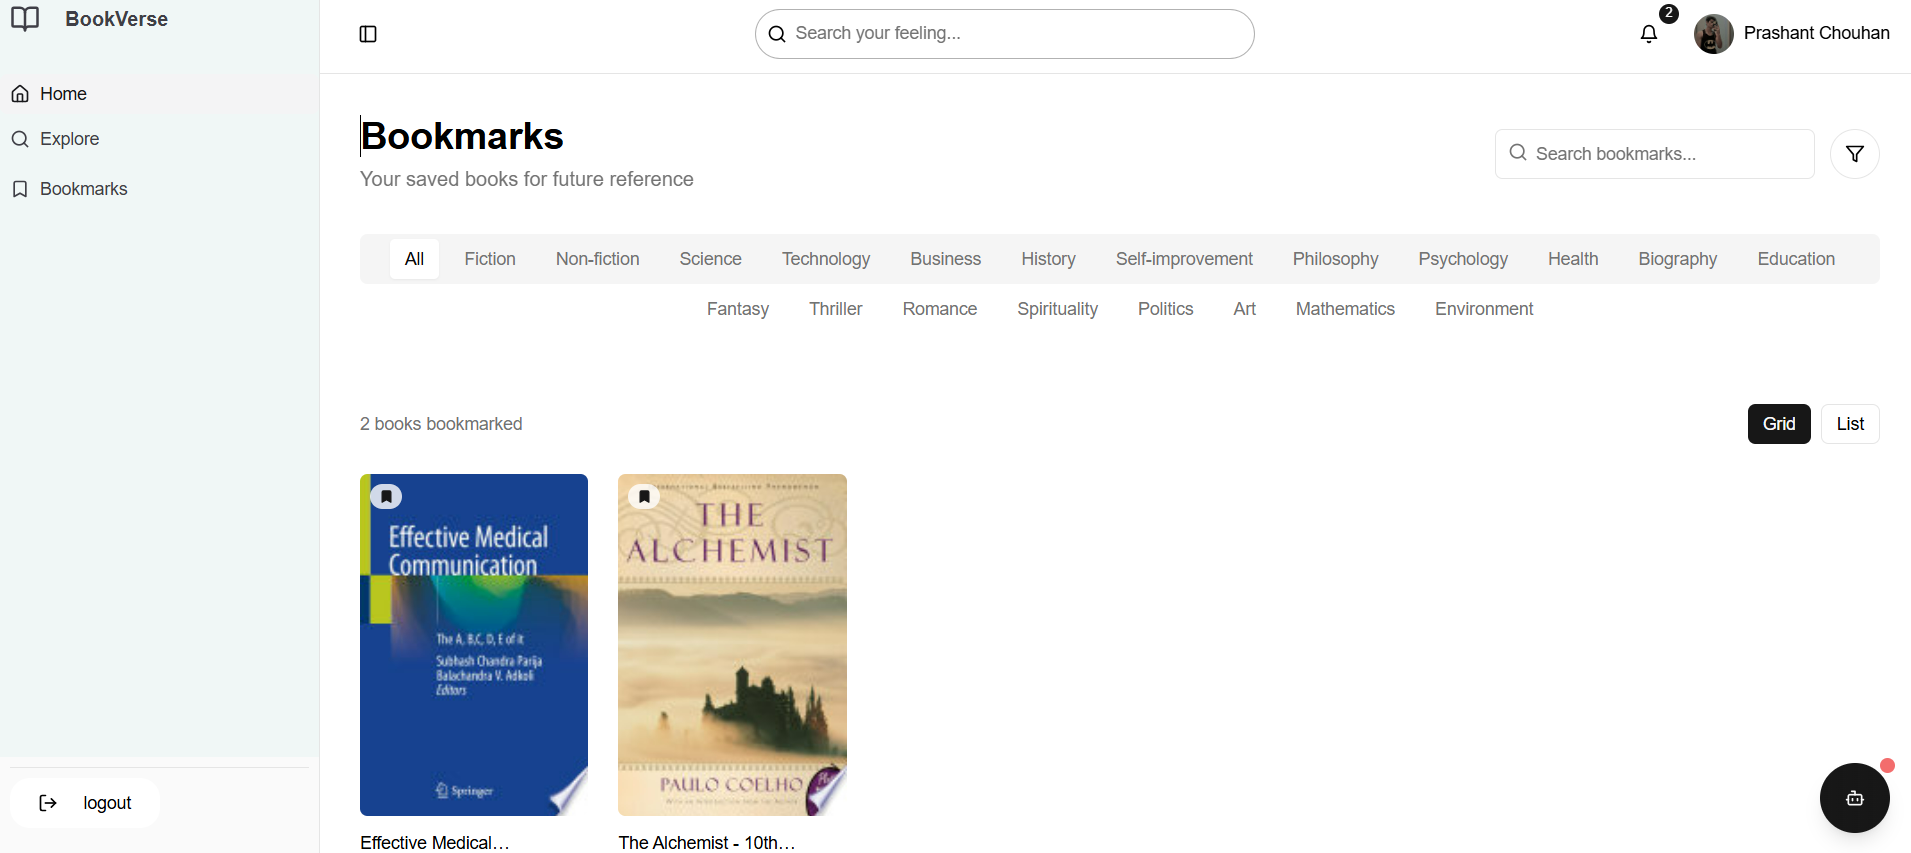 BookVerse
Search your feeling...
2
Prashant Chouhan
Home
Explore
Bookmarks
Bookmarks
Your saved books for future reference
Search bookmarks...
All Fiction Non-fiction Science Technology Business History Self-improvement Philosophy Psychology Health Biography Education
Fantasy Thriller Romance Spirituality Politics Art Mathematics Environment
2 books bookmarked
Grid List
Effective Medical
Communication
The A, B,C, D, E of it
Subhash Chandra Parija
Balachandra V. Adkoli
Editors
Springer
THE
ALCHEMIST
PAULO COELHO
Effective Medical...
The Alchemist - 10th...
logout